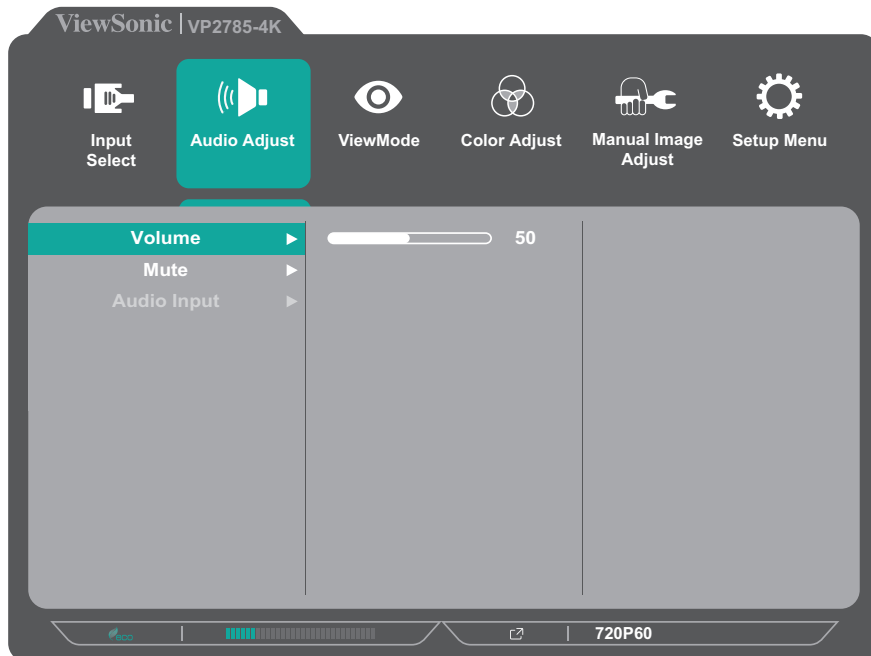 ViewSonic | VP2785-4K
Input
Select
Audio Adjust
ViewMode
Color Adjust
Manual Image
Adjust
Setup Menu
Volume
50
Mute
Audio Input
eco
720P60